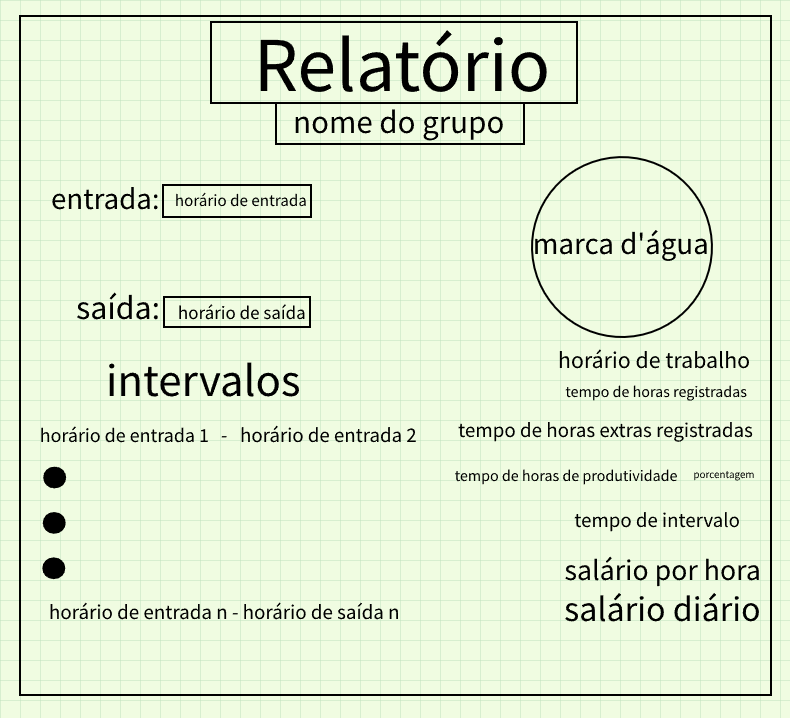 Relatório
nome do grupo
entrada: horário de entrada
marca d'água
saída: horário de saída
intervalos
horário de entrada 1 - horário de entrada 2
horário de entrada n - horário de saída n
horário de trabalho
tempo de horas registradas
tempo de horas extras registradas
tempo de horas de produtividade porcentagem
tempo de intervalo
salário por hora
salário diário